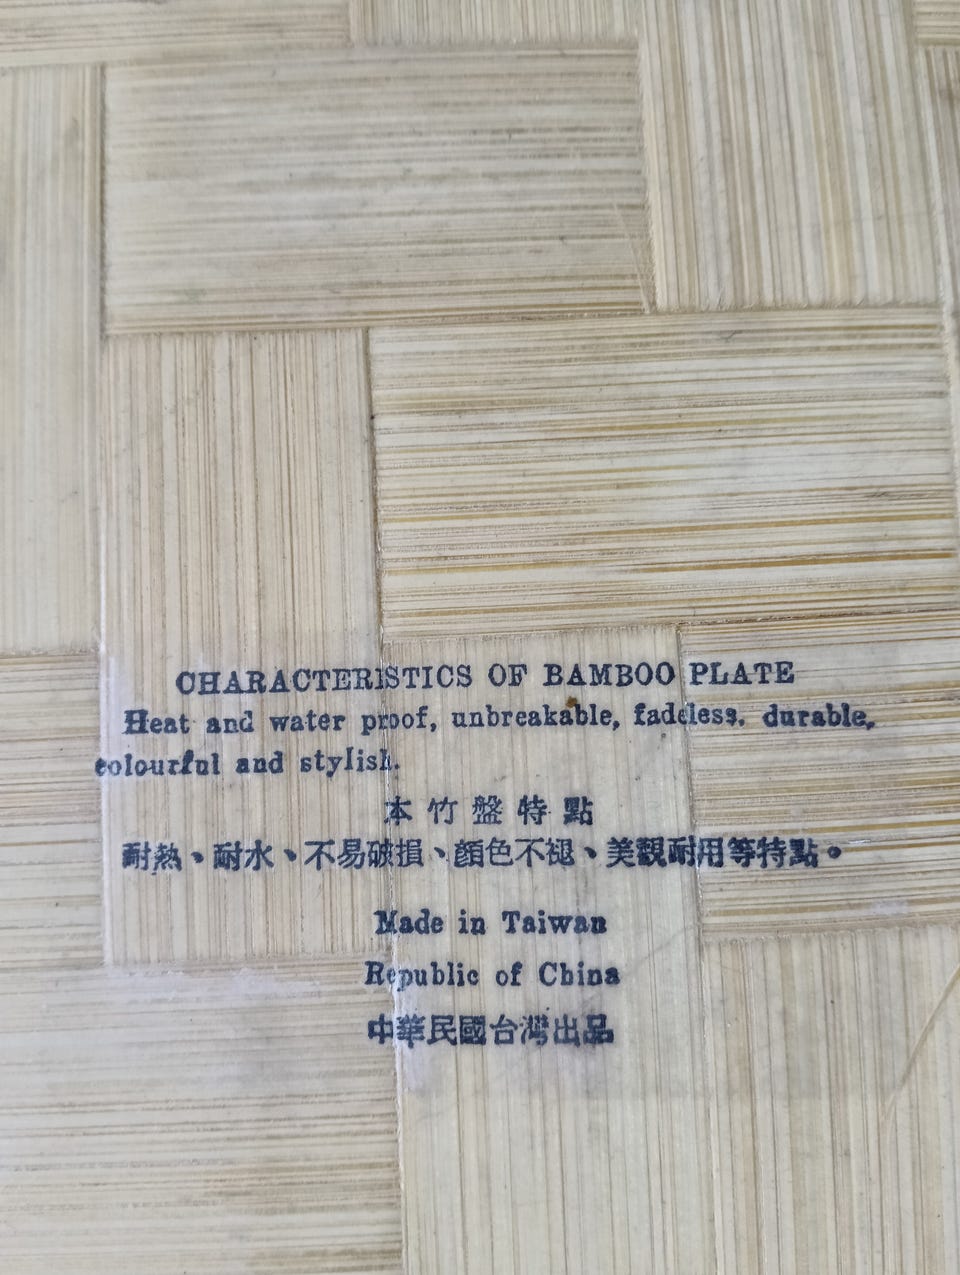 CHARACTERISTICS OF BAMBOO PLATE
Heat and water proof, unbreakable, fadeless, durable,
colourful and stylish.
本竹盤特點
耐熱、耐水、不易破損、顏色不褪、美觀耐用等特點。
Made in Taiwan
Republic of China
中華民國台灣出品